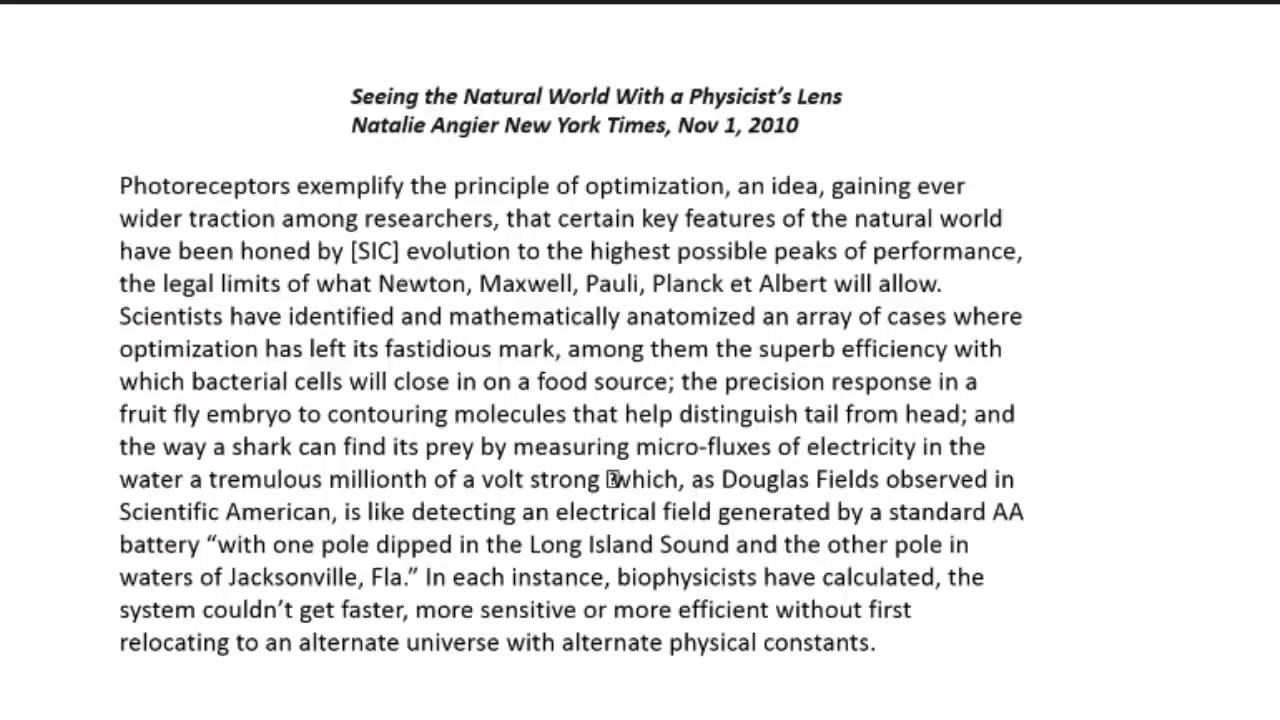 Seeing the Natural World With a Physicist's Lens
Natalie Angier New York Times, Nov 1, 2010
Photoreceptors exemplify the principle of optimization, an idea, gaining ever
wider traction among researchers, that certain key features of the natural world
have been honed by [SIC] evolution to the highest possible peaks of performance,
the legal limits of what Newton, Maxwell, Pauli, Planck et Albert will allow.
Scientists have identified and mathematically anatomized an array of cases where
optimization has left its fastidious mark, among them the superb efficiency with
which bacterial cells will close in on a food source; the precision response in a
fruit fly embryo to contouring molecules that help distinguish tail from head; and
the way a shark can find its prey by measuring micro-fluxes of electricity in the
water a tremulous millionth of a volt strong which, as Douglas Fields observed in
Scientific American, is like detecting an electrical field generated by a standard AA
battery “with one pole dipped in the Long Island Sound and the other pole in
waters of Jacksonville, Fla.” In each instance, biophysicists have calculated, the
system couldn't get faster, more sensitive or more efficient without first
relocating to an alternate universe with alternate physical constants.